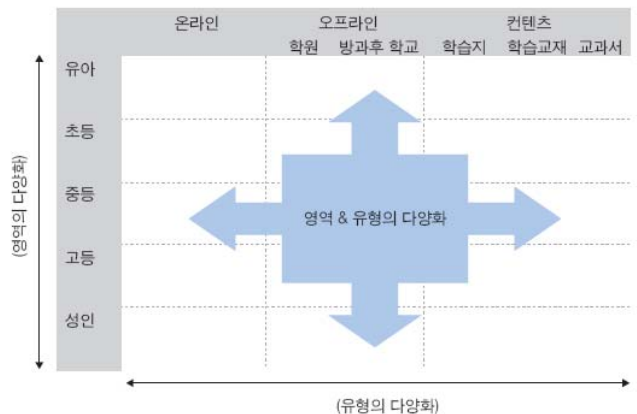 온라인 오프라인 컨텐츠
학원 방과후 학교 학습지 학습교재 교과서
유아
초등
중등
고등
성인
(영역의 다양화)
영역 & 유형의 다양화
(유형의 다양화)